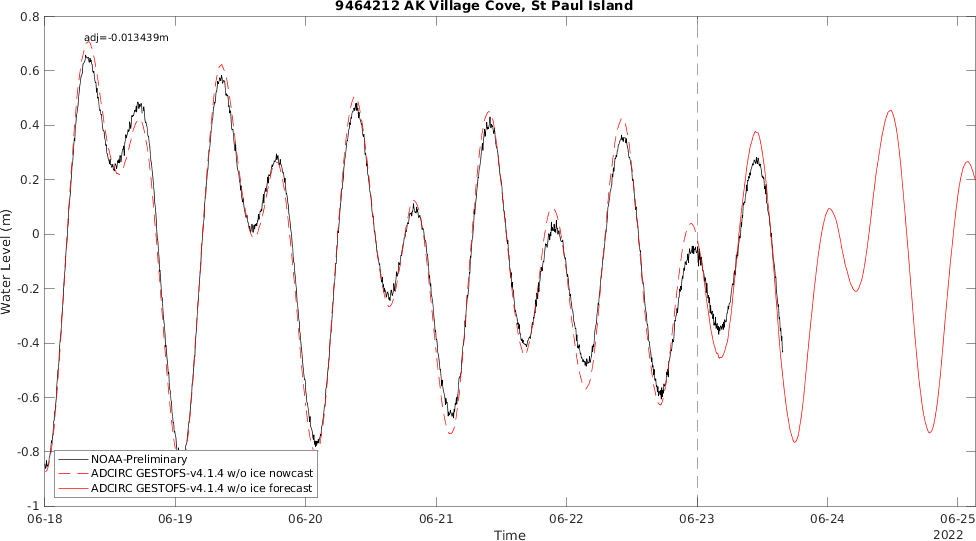 9464212 AK Village Cove, St Paul Island
adj=-0.013439m
Water Level (m)
0.8
0.6
0.4
0.2
0
-0.2
-0.4
-0.6
-0.8
-1
NOAA-Preliminary
ADCIRC GESTOFS-v4.1.4 w/o ice nowcast
ADCIRC GESTOFS-v4.1.4 w/o ice forecast
06-18 06-19 06-20 06-21 06-22 06-23 06-24 06-25
Time
2022